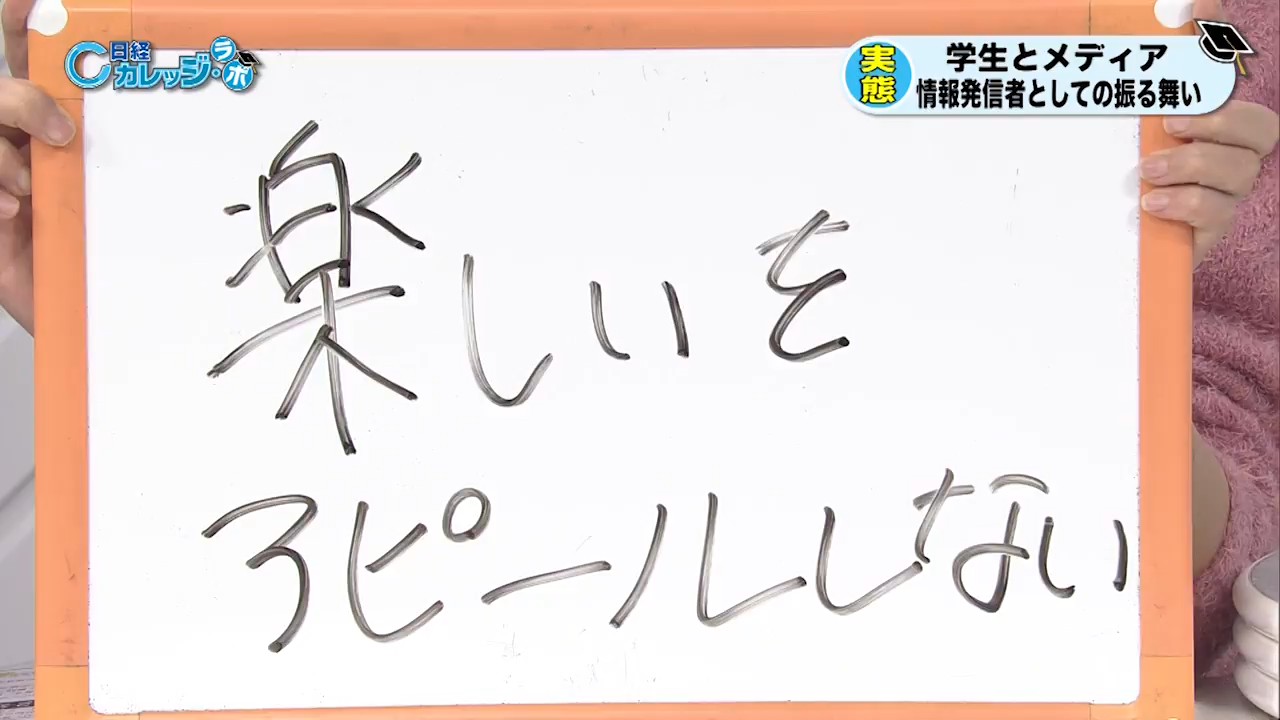 日経
カレッジ・ラボ
実態
学生とメディア
情報発信者としての振る舞い
楽しいを
アピールしない